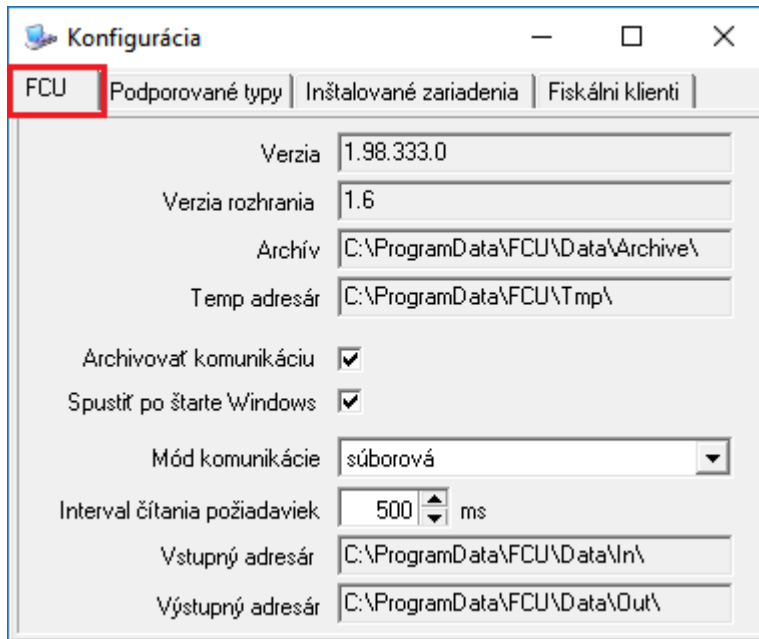 Konfigurácia
FCU Podporované typy Inštalované zariadenia Fiskálni klienti
Verzia 1.98.333.0
Verzia rozhrania 1.6
Archív C:\ProgramData\FCU\Data\Archive\
Temp adresár C:\ProgramData\FCU\Tmp\
Archivovať komunikáciu
Spustiť po štarte Windows
Mód komunikácie súborová
Interval čítania požiadaviek 500 ms
Vstupný adresár C:\ProgramData\FCU\Data\In\
Výstupný adresár C:\ProgramData\FCU\Data\Out\